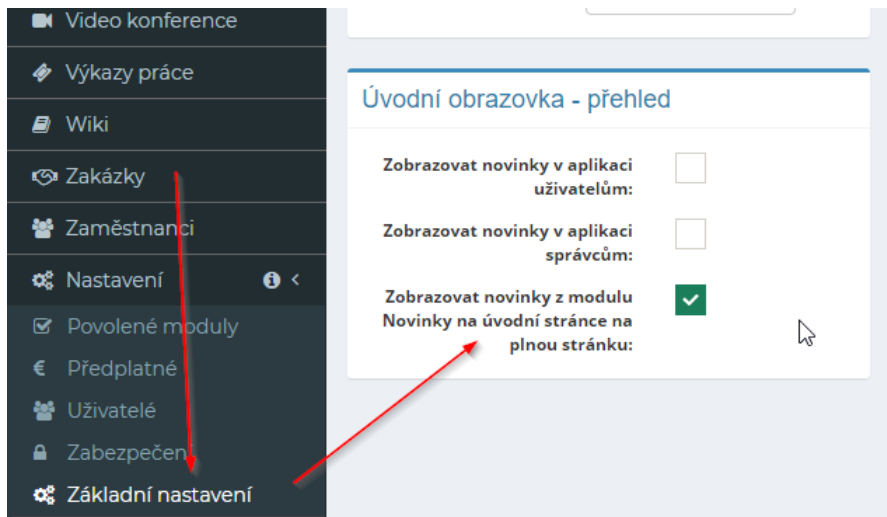 Video konference
Výkazy práce
Wiki
Zakázky
Zaměstnanci
Nastavení
Povolené moduly
€ Předplatné
Uživatelé
Zabezpečení
Základní nastavení
Úvodní obrazovka - přehled
Zobrazovat novinky v aplikaci
uživatelům:
Zobrazovat novinky v aplikaci
správcům:
Zobrazovat novinky z modulu
Novinky na úvodní stránce na
plnou stránku: